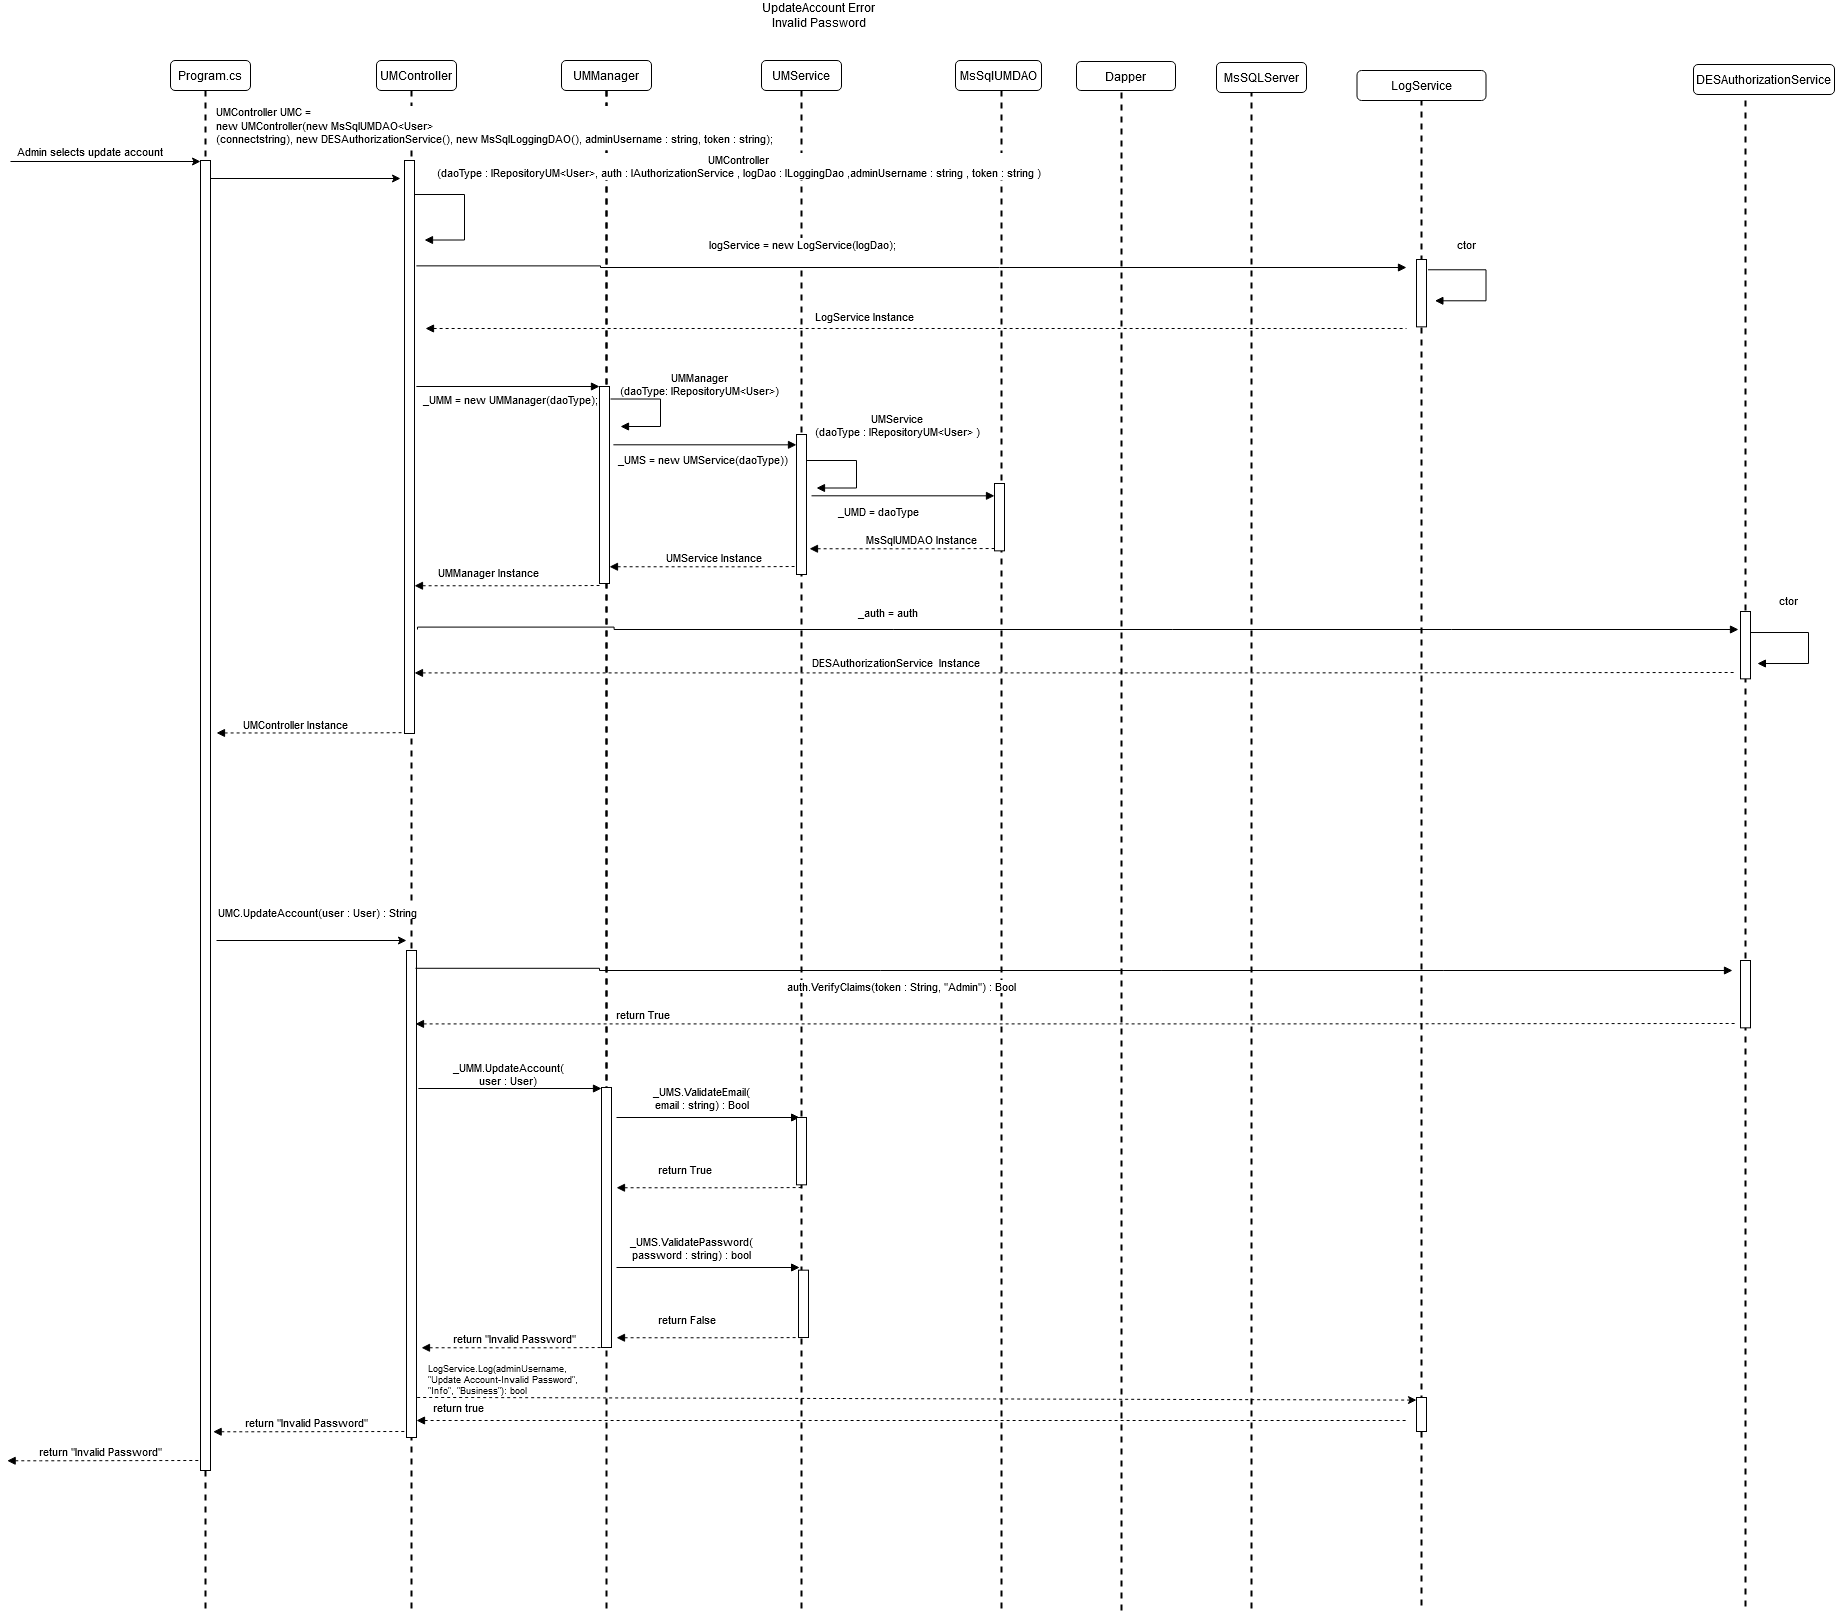 UpdateAccount Error
Invalid Password
Program.cs
UMController
UMManager
UMService
MsSqlUMDAO
Dapper
MsSQLServer
LogService
DESAuthorizationService
UMController UMC =
new UMController(new MsSqlUMDAO<User>
(connectstring), new DESAuthorizationService(), new MsSqlLoggingDAO(), adminUsername : string, token : string);
Admin selects update account
UMController
(daoType : IRepositoryUM<User>, auth : IAuthorizationService , logDao : ILoggingDao ,adminUsername : string , token : string )
logService = new LogService(logDao);
ctor
LogService Instance
UMManager
(daoType: IRepositoryUM<User>)
_UMM = new UMManager(daoType);
UMService
(daoType : IRepositoryUM<User> )
_UMS = new UMService(daoType))
_UMD = daoType
MsSqlUMDAO Instance
UMService Instance
UMManager Instance
ctor
_auth = auth
DESAuthorizationService  Instance
UMController Instance
UMC.UpdateAccount(user : User) : String
auth.VerifyClaims(token : String, "Admin") : Bool
return True
_UMM.UpdateAccount(
user : User)
_UMS.ValidateEmail(
email : string) : Bool
return True
_UMS.ValidatePassword(
password : string) : bool
return False
return "Invalid Password"
LogService.Log(adminUsername,
"Update Account-Invalid Password",
"Info", "Business"): bool
return true
return "Invalid Password"
return "Invalid Password"